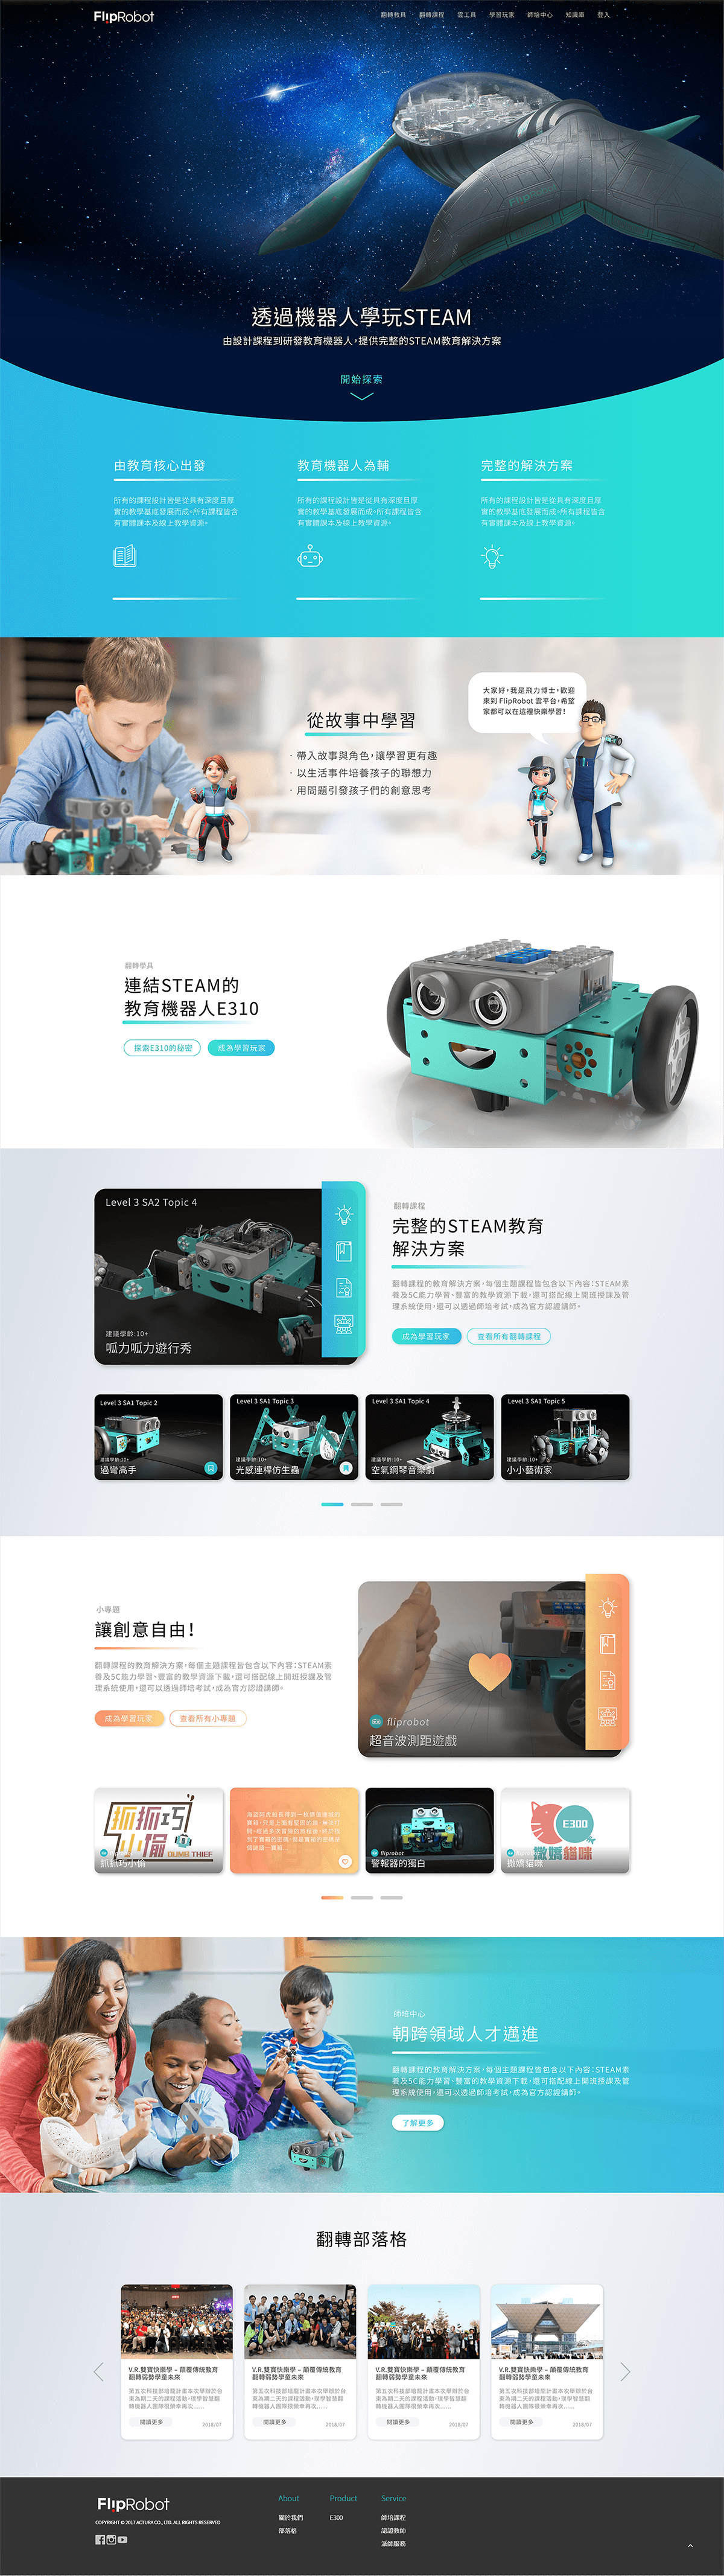 FlipRobot
翻轉教具 翻轉課程 雲工具 學習玩家 師培中心 知識庫 登入
FlipRobot
透過機器人學玩STEAM
由設計課程到研發教育機器人，提供完整的STEAM教育解決方案
開始探索
由教育核心出發
所有的課程設計皆是從具有深度且厚
實的教學基底發展而成。所有課程皆含
有實體課本及線上教學資源。
教育機器人為輔
所有的課程設計皆是從具有深度且厚
實的教學基底發展而成。所有課程皆含
有實體課本及線上教學資源。
完整的解決方案
所有的課程設計皆是從具有深度且厚
實的教學基底發展而成。所有課程皆含
有實體課本及線上教學資源。
從故事中學習
· 帶入故事與角色，讓學習更有趣
· 以生活事件培養孩子的聯想力
· 用問題引發孩子們的創意思考
大家好，我是飛力博士，歡迎
來到 FlipRobot 雲平台，希望
家都可以在這裡快樂學習！
翻轉學具
連結STEAM的
教育機器人E310
探索E310的秘密 成為學習玩家
Level 3 SA2 Topic 4
建議學齡:10+
呱力呱力遊行秀
翻轉課程
完整的STEAM教育
解決方案
翻轉課程的教育解決方案，每個主題課程皆包含以下內容：STEAM素
養及5C能力學習、豐富的教學資源下載，還可搭配線上開班授課及管
理系統使用，還可以透過師培考試，成為官方認證講師。
成為學習玩家 查看所有翻轉課程
Level 3 SA1 Topic 2
建議學齡:10+
過彎高手
Level 3 SA1 Topic 3
建議學齡:10+
光感連桿仿生蟲
Level 3 SA1 Topic 4
建議學齡:10+
空氣鋼琴音樂劇
Level 3 SA1 Topic 5
建議學齡:10+
小小藝術家
小專題
讓創意自由！
翻轉課程的教育解決方案，每個主題課程皆包含以下內容：STEAM素
養及5C能力學習、豐富的教學資源下載，還可搭配線上開班授課及管
理系統使用，還可以透過師培考試，成為官方認證講師。
成為學習玩家 查看所有小專題
fliprobot
超音波測距遊戲
抓抓巧
小偷
DUMB THIEF
抓抓巧小偷
fliprobot
警報器的獨白
E300
撒嬌貓咪
撒嬌貓咪
師培中心
朝跨領域人才邁進
翻轉課程的教育解決方案，每個主題課程皆包含以下內容：STEAM素
養及5C能力學習、豐富的教學資源下載，還可搭配線上開班授課及管
理系統使用，還可以透過師培考試，成為官方認證講師。
了解更多
翻轉部落格
V.R.雙寶快樂學 – 顛覆傳統教育
翻轉弱勢學童未來
閱讀更多 2018/07
V.R.雙寶快樂學 – 顛覆傳統教育
翻轉弱勢學童未來
閱讀更多 2018/07
V.R.雙寶快樂學 – 顛覆傳統教育
翻轉弱勢學童未來
閱讀更多 2018/07
V.R.雙寶快樂學 – 顛覆傳統教育
翻轉弱勢學童未來
閱讀更多 2018/07
FlipRobot
COPYRIGHT © 2017 ACTURA CO., LTD. ALL RIGHTS RESERVED
About
關於我們
部落格
Product
E300
Service
師培課程
認證教師
派師服務